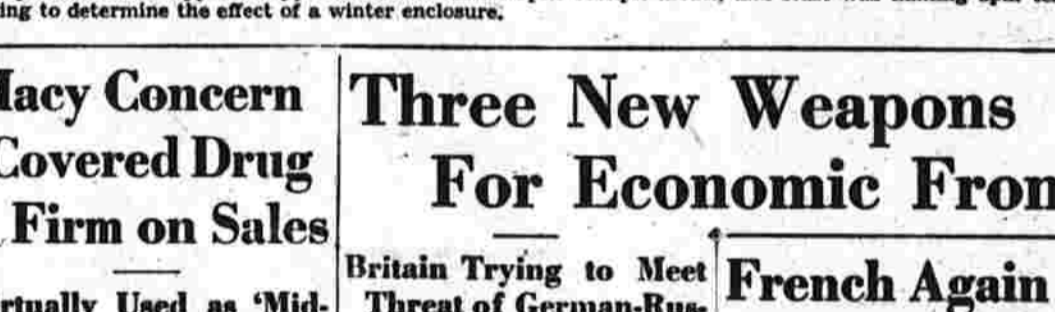 ing to determine the effect of a winter enclosure.
lacy Concern
Covered Drug
Firm on Sales
rtually Used as ‘Mid-
Three New Weapons
For Economic Fron
Britain Trying to Meet
Threat of German-Rus-
French Again